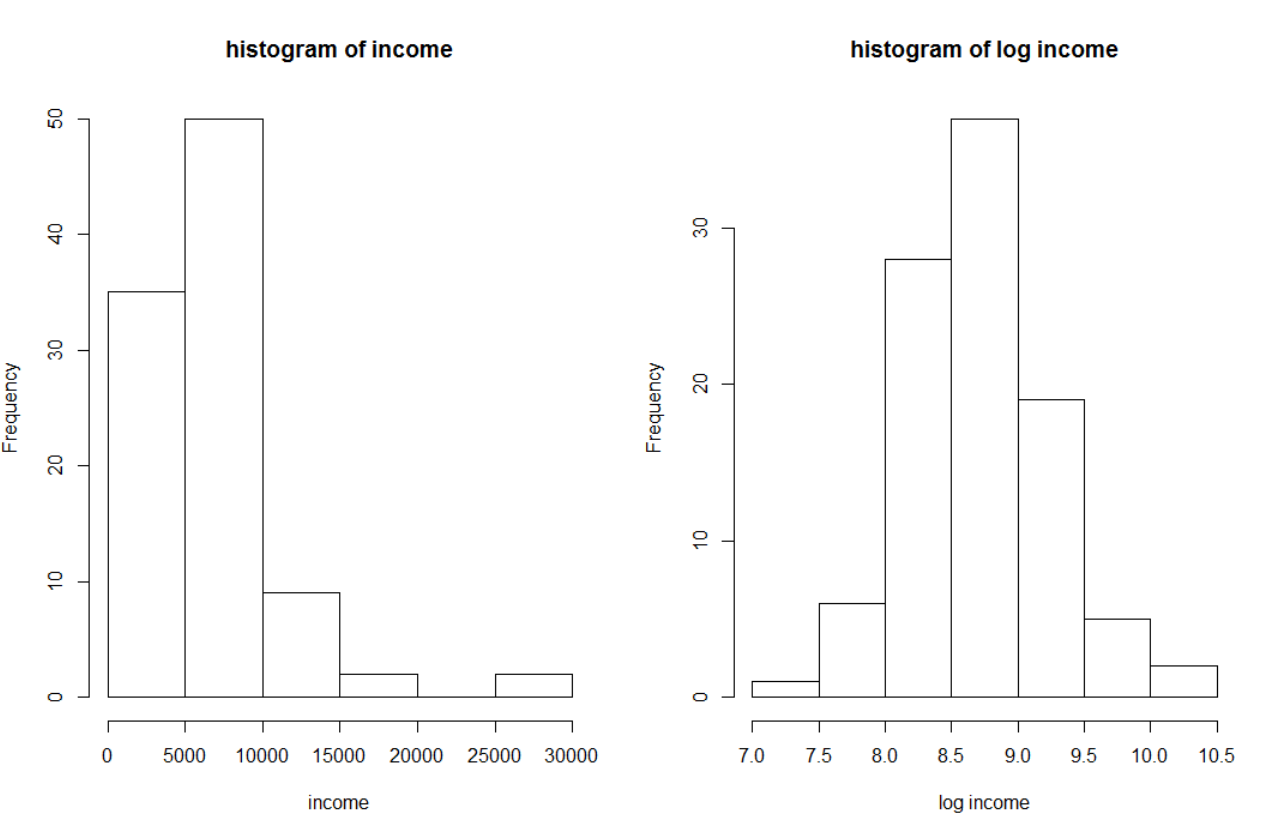 histogram of income
Frequency
0 10 20 30 40 50
0 5000 10000 15000 20000 25000 30000
income
histogram of log income
Frequency
0 10 20 30
7.0 7.5 8.0 8.5 9.0 9.5 10.0 10.5
log income